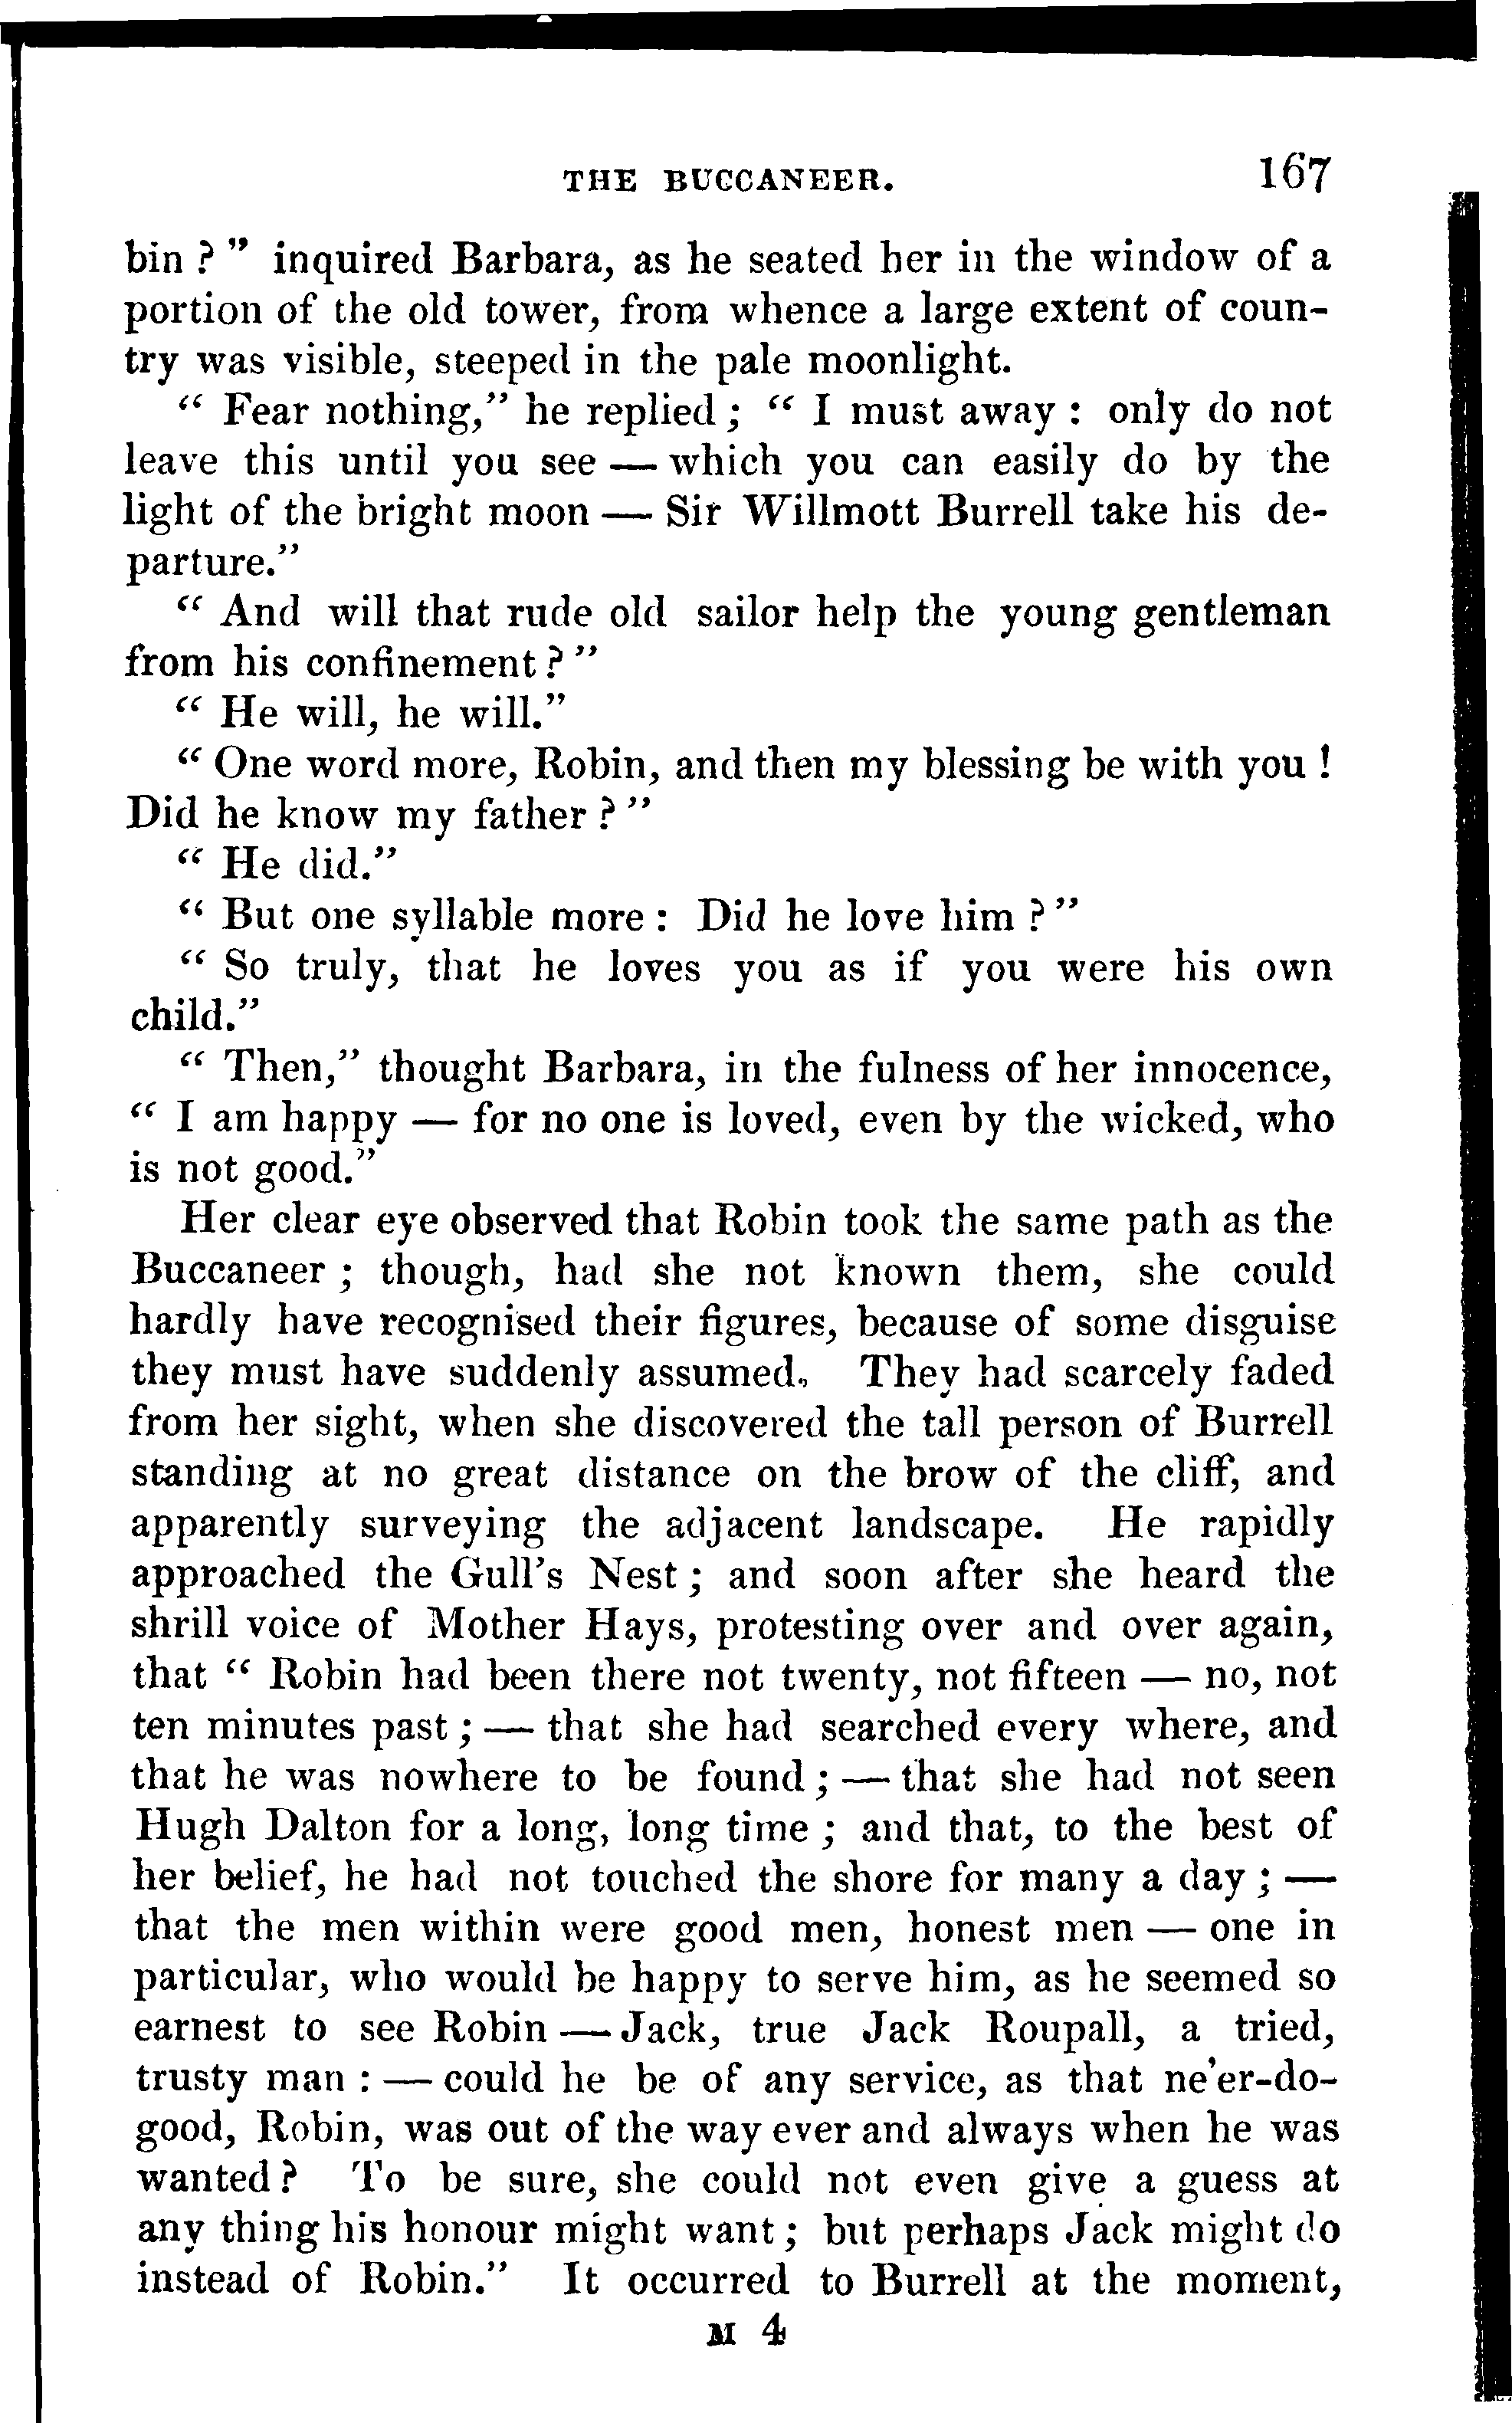 THE BUCCANEER. 167
bin ? " inquired Barbara, as he seated her in the window of a
portion of the old tower, from whence a large extent of coun-
try was visible, steeped in the pale moonlight.
" Fear nothing," he replied ; " I must away : only do not
leave this until you see — which you can easily do by the
light of the bright moon — Sir Willmott Burrell take his de-
parture."
" And will that rude old sailor help the young gentleman
from his confinement ? "
" He will, he will."
" One word more, Robin, and then my blessing be with you !
Did he know my father ? "
" He did."
" But one syllable more : Did he love him ? "
" So truly, that he loves you as if you were his own
child."
" Then," thought Barbara, in the fulness of her innocence,
" I am happy — for no one is loved, even by the wicked, who
is not good."
Her clear eye observed that Robin took the same path as the
Buccaneer ; though, had she not known them, she could
hardly have recognised their figures, because of some disguise
they must have suddenly assumed. They had scarcely faded
from her sight, when she discovered the tall person of Burrell
standing at no great distance on the brow of the cliff, and
apparently surveying the adjacent landscape. He rapidly
approached the Gull's Nest ; and soon after she heard the
shrill voice of Mother Hays, protesting over and over again,
that " Robin had been there not twenty, not fifteen — no, not
ten minutes past ; — that she had searched every where, and
that he was nowhere to be found ; — that she had not seen
Hugh Dalton for a long, long time ; and that, to the best of
her belief, he had not touched the shore for many a day ; —
that the men within were good men, honest men — one in
particular, who would be happy to serve him, as he seemed so
earnest to see Robin — Jack, true Jack Roupall, a tried,
trusty man : — could he be of any service, as that ne'er-do-
good, Robin, was out of the way ever and always when he was
wanted ? To be sure, she could not even give a guess at
any thing his honour might want ; but perhaps Jack might do
instead of Robin." It occurred to Burrell at the moment,
M 4